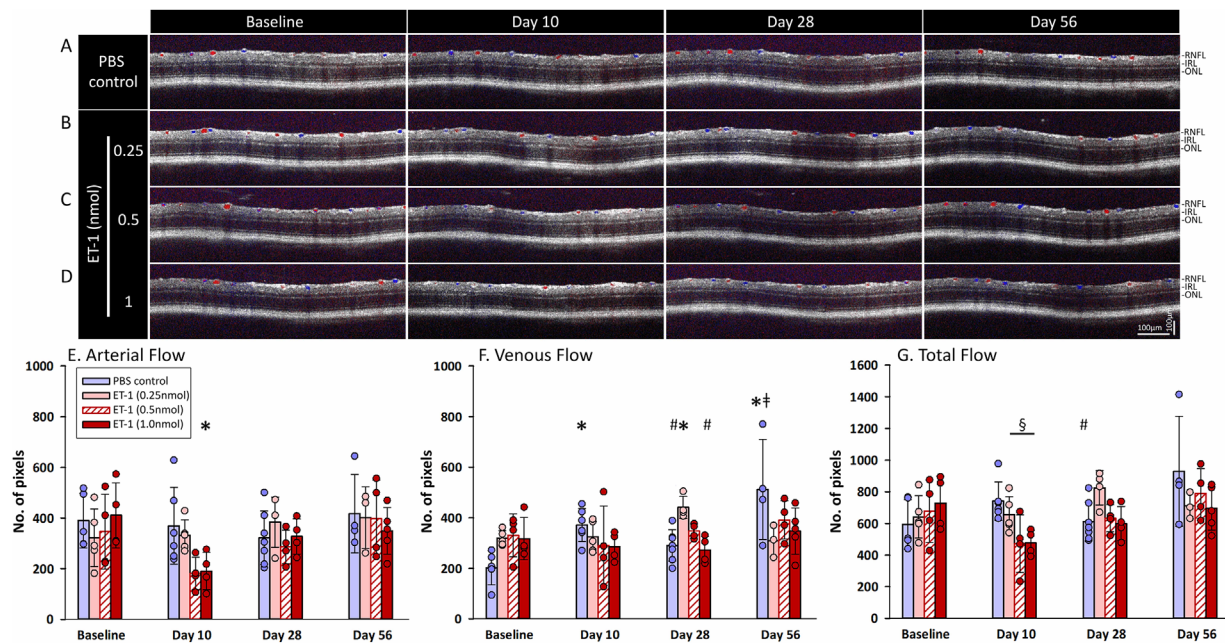 Baseline Day 10 Day 28 Day 56
A
PBS
control
-RNFL
-IRL
-ONL
B
0.25
-RNFL
-IRL
-ONL
ET-1 (nmol)
C
0.5
-RNFL
-IRL
-ONL
D
1
-RNFL
-IRL
-ONL
100µm
100µm
E. Arterial Flow
No. of pixels
1000
800
600
400
200
0
PBS control
ET-1 (0.25nmol)
ET-1 (0.5nmol)
ET-1 (1.0nmol)
*
Baseline Day 10 Day 28 Day 56
F. Venous Flow
No. of pixels
1000
800
600
400
200
0
*
#* #
*ǂ
Baseline Day 10 Day 28 Day 56
G. Total Flow
No. of pixels
1600
1400
1200
1000
800
600
400
200
0
§
#
Baseline Day 10 Day 28 Day 56